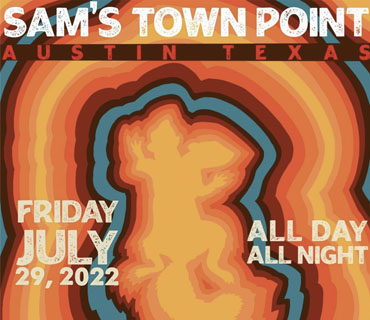 SAM'S TOWN POINT
AUSTIN TEXAS
FRIDAY
JULY
29, 2022
ALL DAY
ALL NIGHT